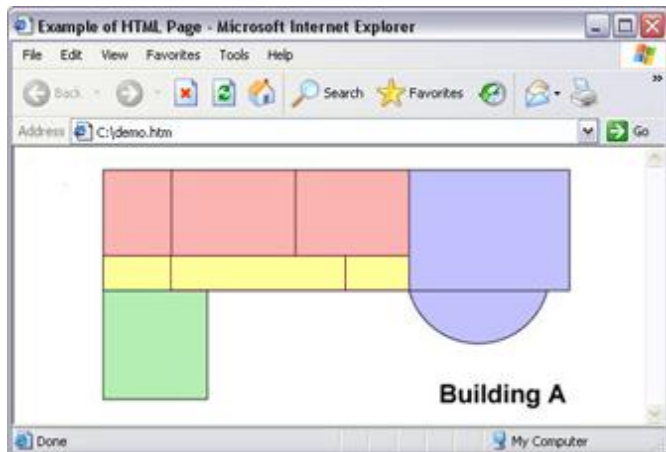 Example of HTML Page - Microsoft Internet Explorer
File Edit View Favorites Tools Help
Back Search Favorites »
Address C:\demo.htm Go
Building A
Done My Computer